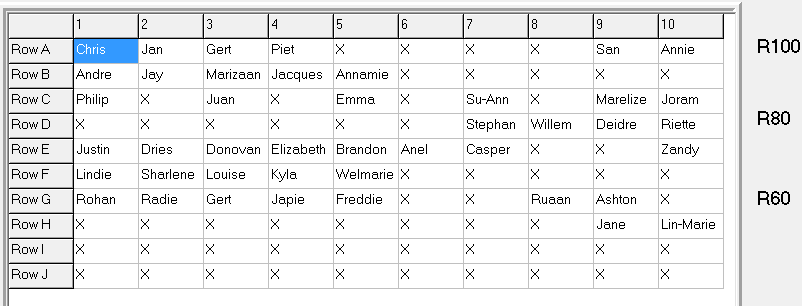 1 2 3 4 5 6 7 8 9 10
Row A Chris Jan Gert Piet X X X X San Annie R100
Row B Andre Jay Marizaan Jacques Annamie X X X X X
Row C Philip X Juan X Emma X Su-Ann X Marelize Joram
Row D X X X X X X Stephan Willem Deidre Riette R80
Row E Justin Dries Donovan Elizabeth Brandon Anel Casper X X Zandy
Row F Lindie Sharlene Louise Kyla Welmarie X X X X X
Row G Rohan Radie Gert Japie Freddie X X Ruaan Ashton X R60
Row H X X X X X X X X Jane Lin-Marie
Row I X X X X X X X X X X
Row J X X X X X X X X X X